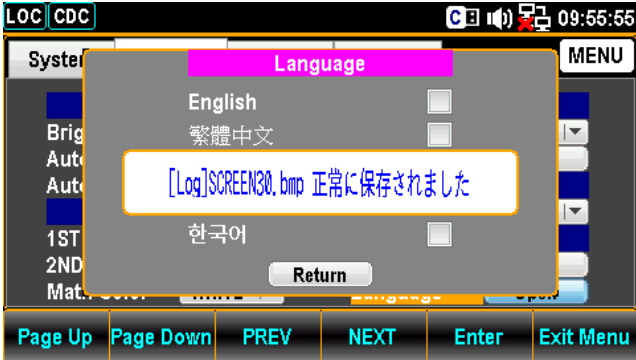 LOC CDC C 09:55:55
System MENU
Language
English
繁體中文
Brig
Auto
[Log]SCREEN30.bmp 正常に保存されました
Auto
한국어
1ST
2ND
Return
Page Up Page Down PREV NEXT Enter Exit Menu